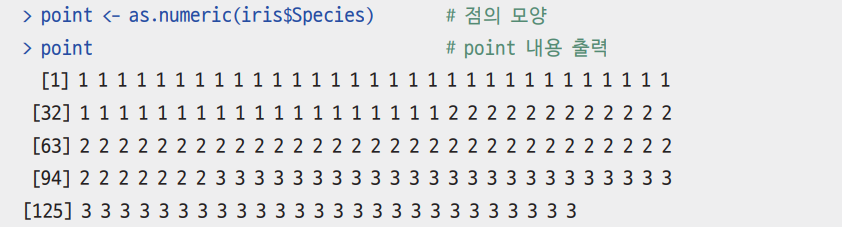 > point <- as.numeric(iris$Species) # 점의 모양
> point # point 내용 출력
[1] 1 1 1 1 1 1 1 1 1 1 1 1 1 1 1 1 1 1 1 1 1 1 1 1 1 1 1 1 1 1 1
[32] 1 1 1 1 1 1 1 1 1 1 1 1 1 1 1 1 1 1 1 2 2 2 2 2 2 2 2 2 2 2 2
[63] 2 2 2 2 2 2 2 2 2 2 2 2 2 2 2 2 2 2 2 2 2 2 2 2 2 2 2 2 2 2 2
[94] 2 2 2 2 2 2 2 3 3 3 3 3 3 3 3 3 3 3 3 3 3 3 3 3 3 3 3 3 3 3 3
[125] 3 3 3 3 3 3 3 3 3 3 3 3 3 3 3 3 3 3 3 3 3 3 3 3 3 3